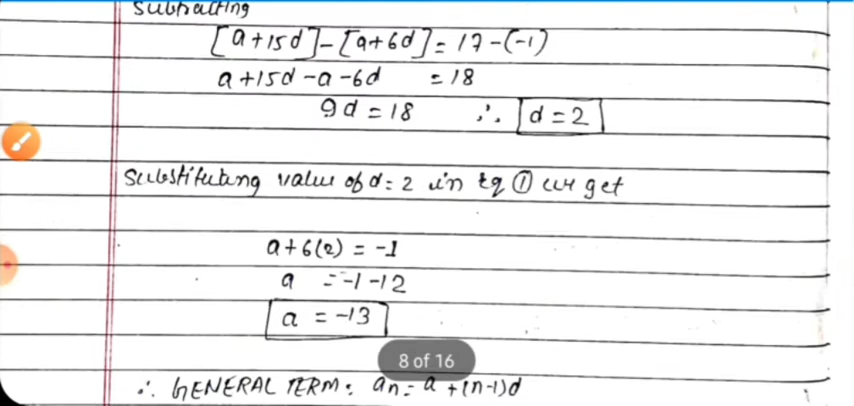 Subtracting
[a+15d]-[a+6d]=17-(-1)
a+15d-a-6d =18
9d=18 ∴ d=2
Substituting value of d=2 in Eq ① we get
a+6(2)=-1
a =-1-12
a =-13
8 of 16
∴ GENERAL TERM: an=a+(n-1)d